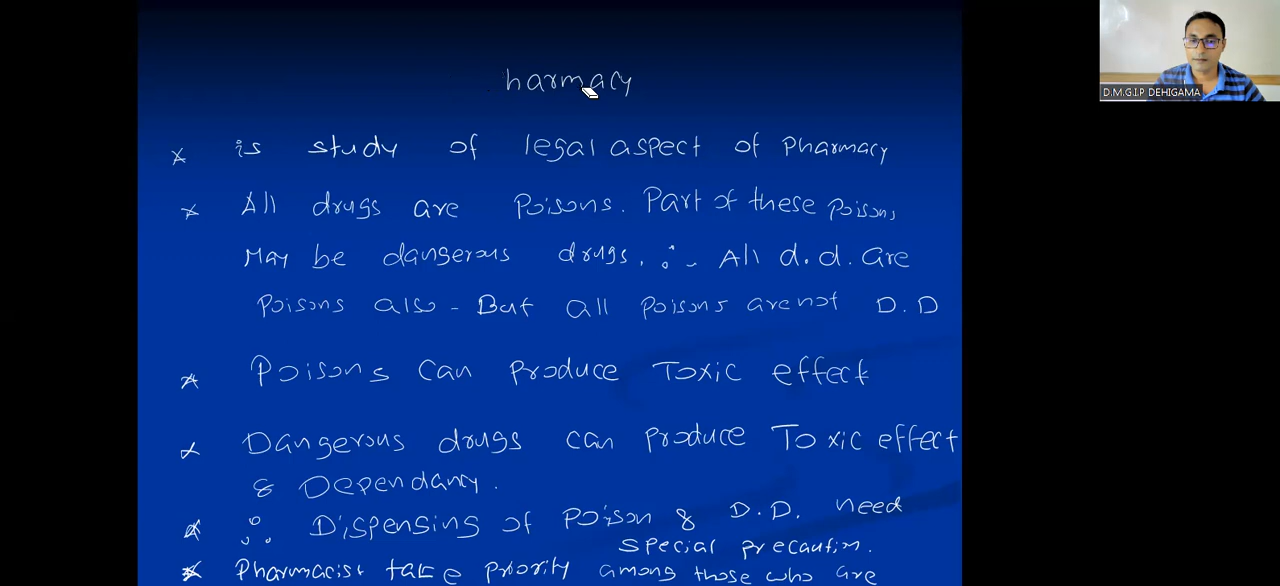 harmacy
D.M.G.I.P DEHIGAMA
* is study of legal aspect of pharmacy
* All drugs are poisons. Part of these poisons
May be dangerous drugs. ∴ All d.d. are
poisons also - But all poisons are not D.D
* Poisons can produce Toxic effect
* Dangerous drugs can produce Toxic effect
& Dependancy.
* ∴ Dispensing of poison & D.D. need
special precaution.
* Pharmacist take priority among those who are